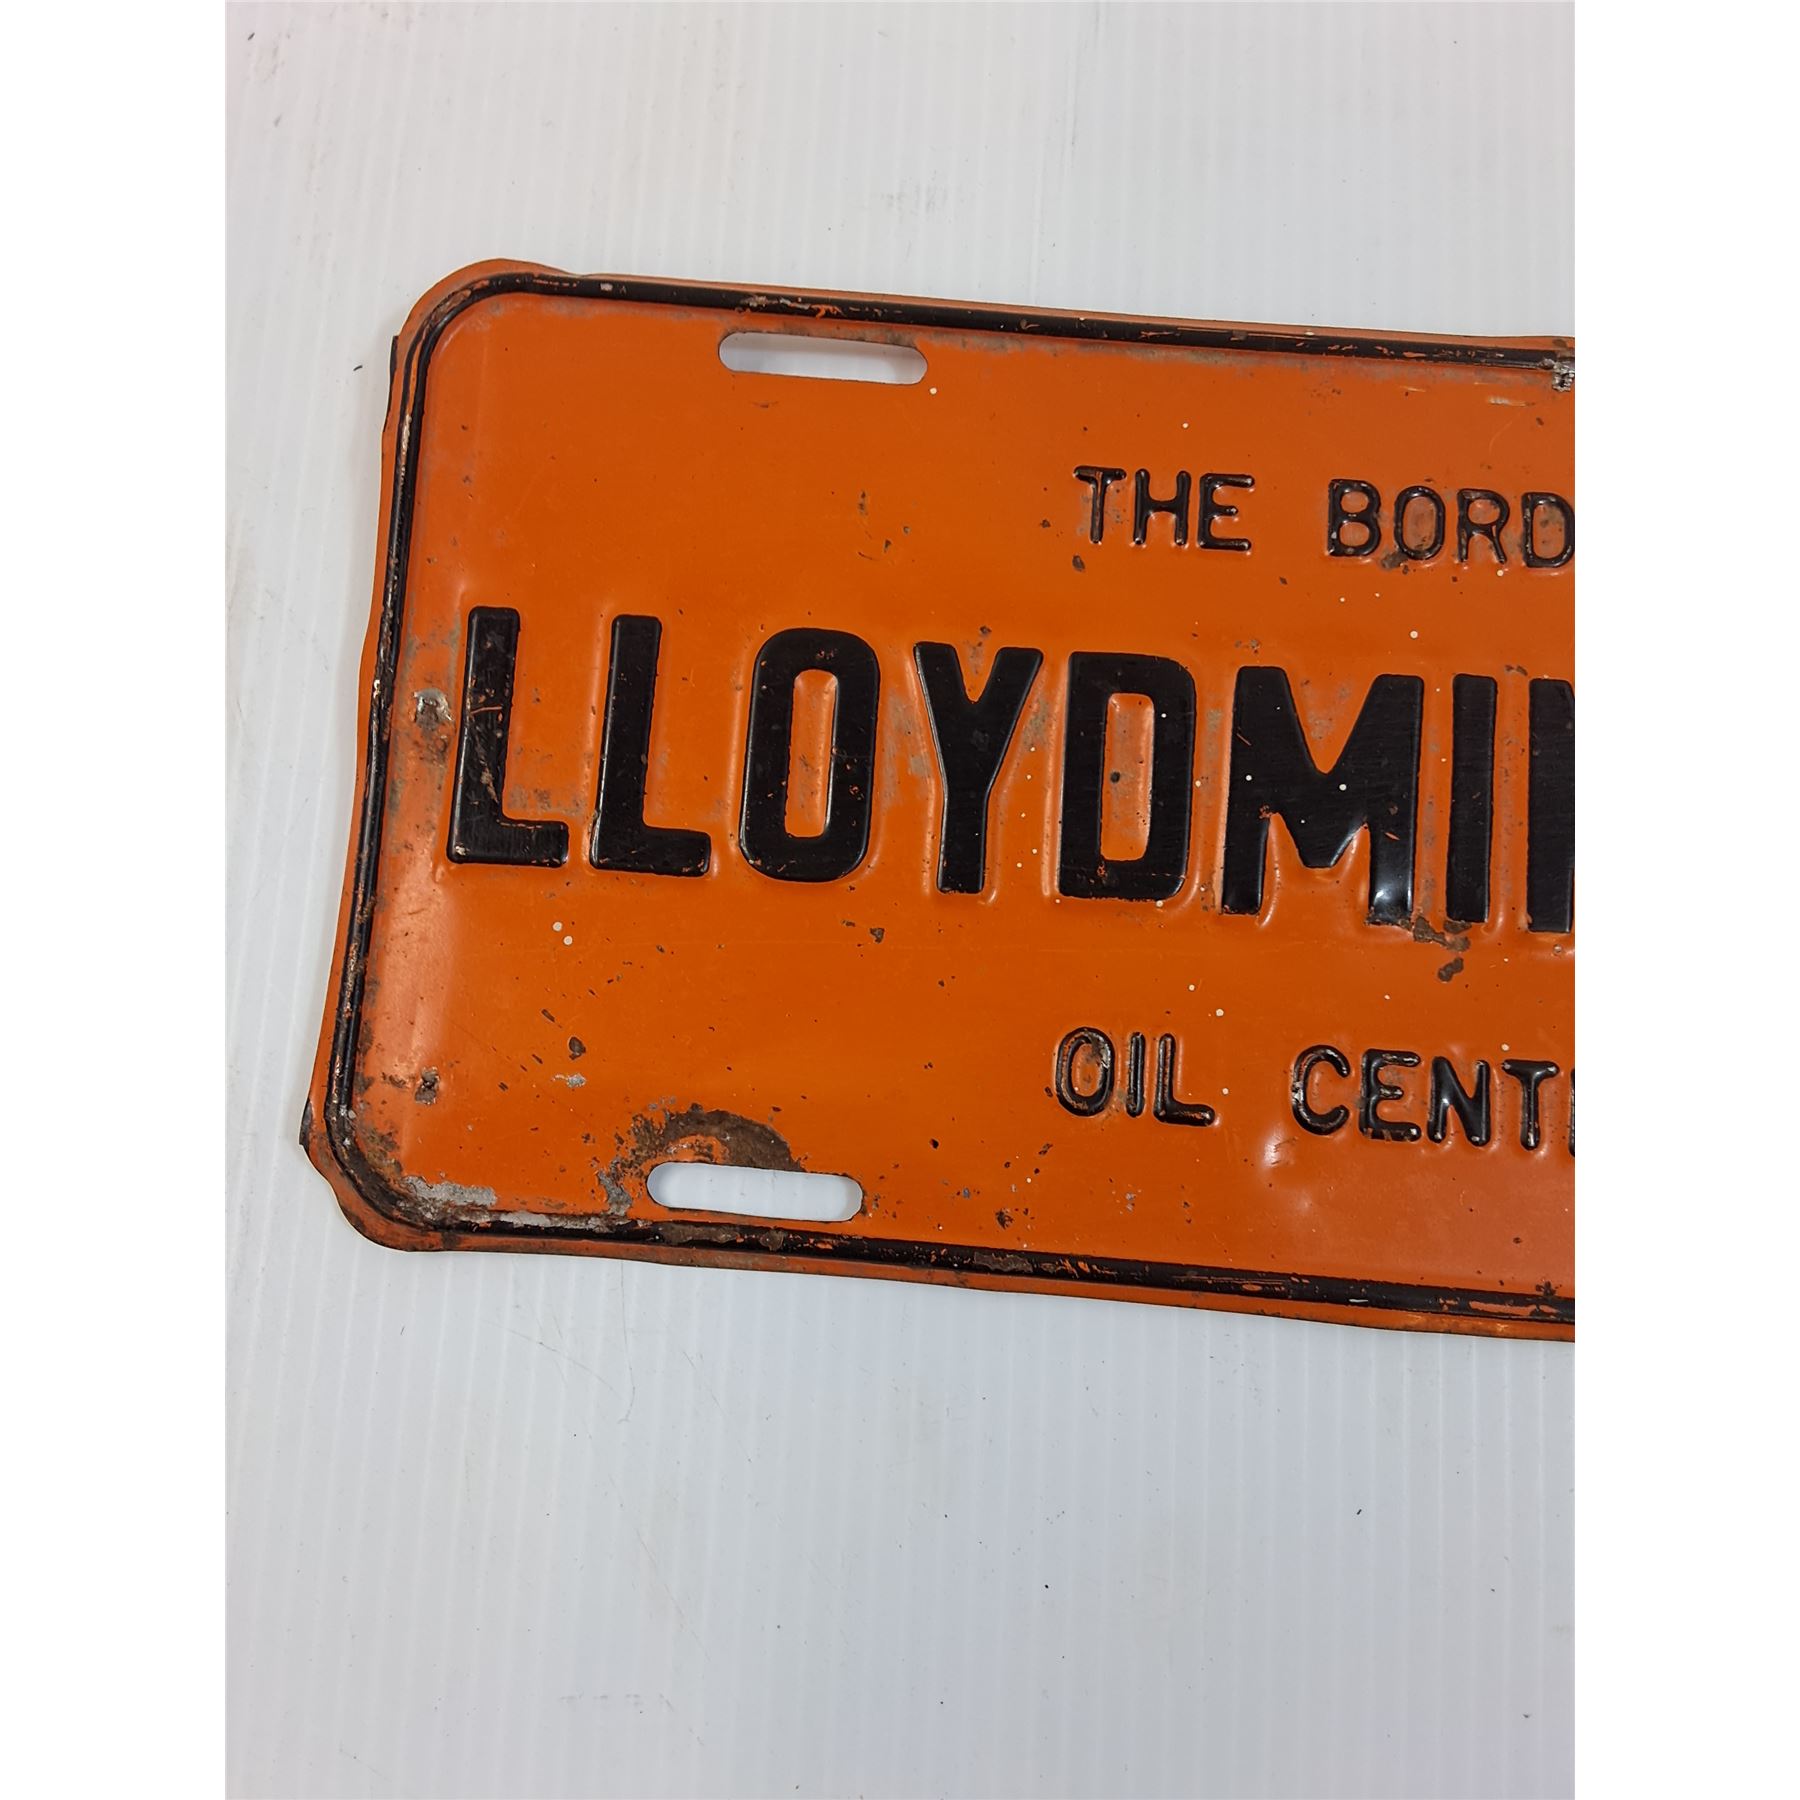 THE BORD
LLOYDMIN
OIL CENT